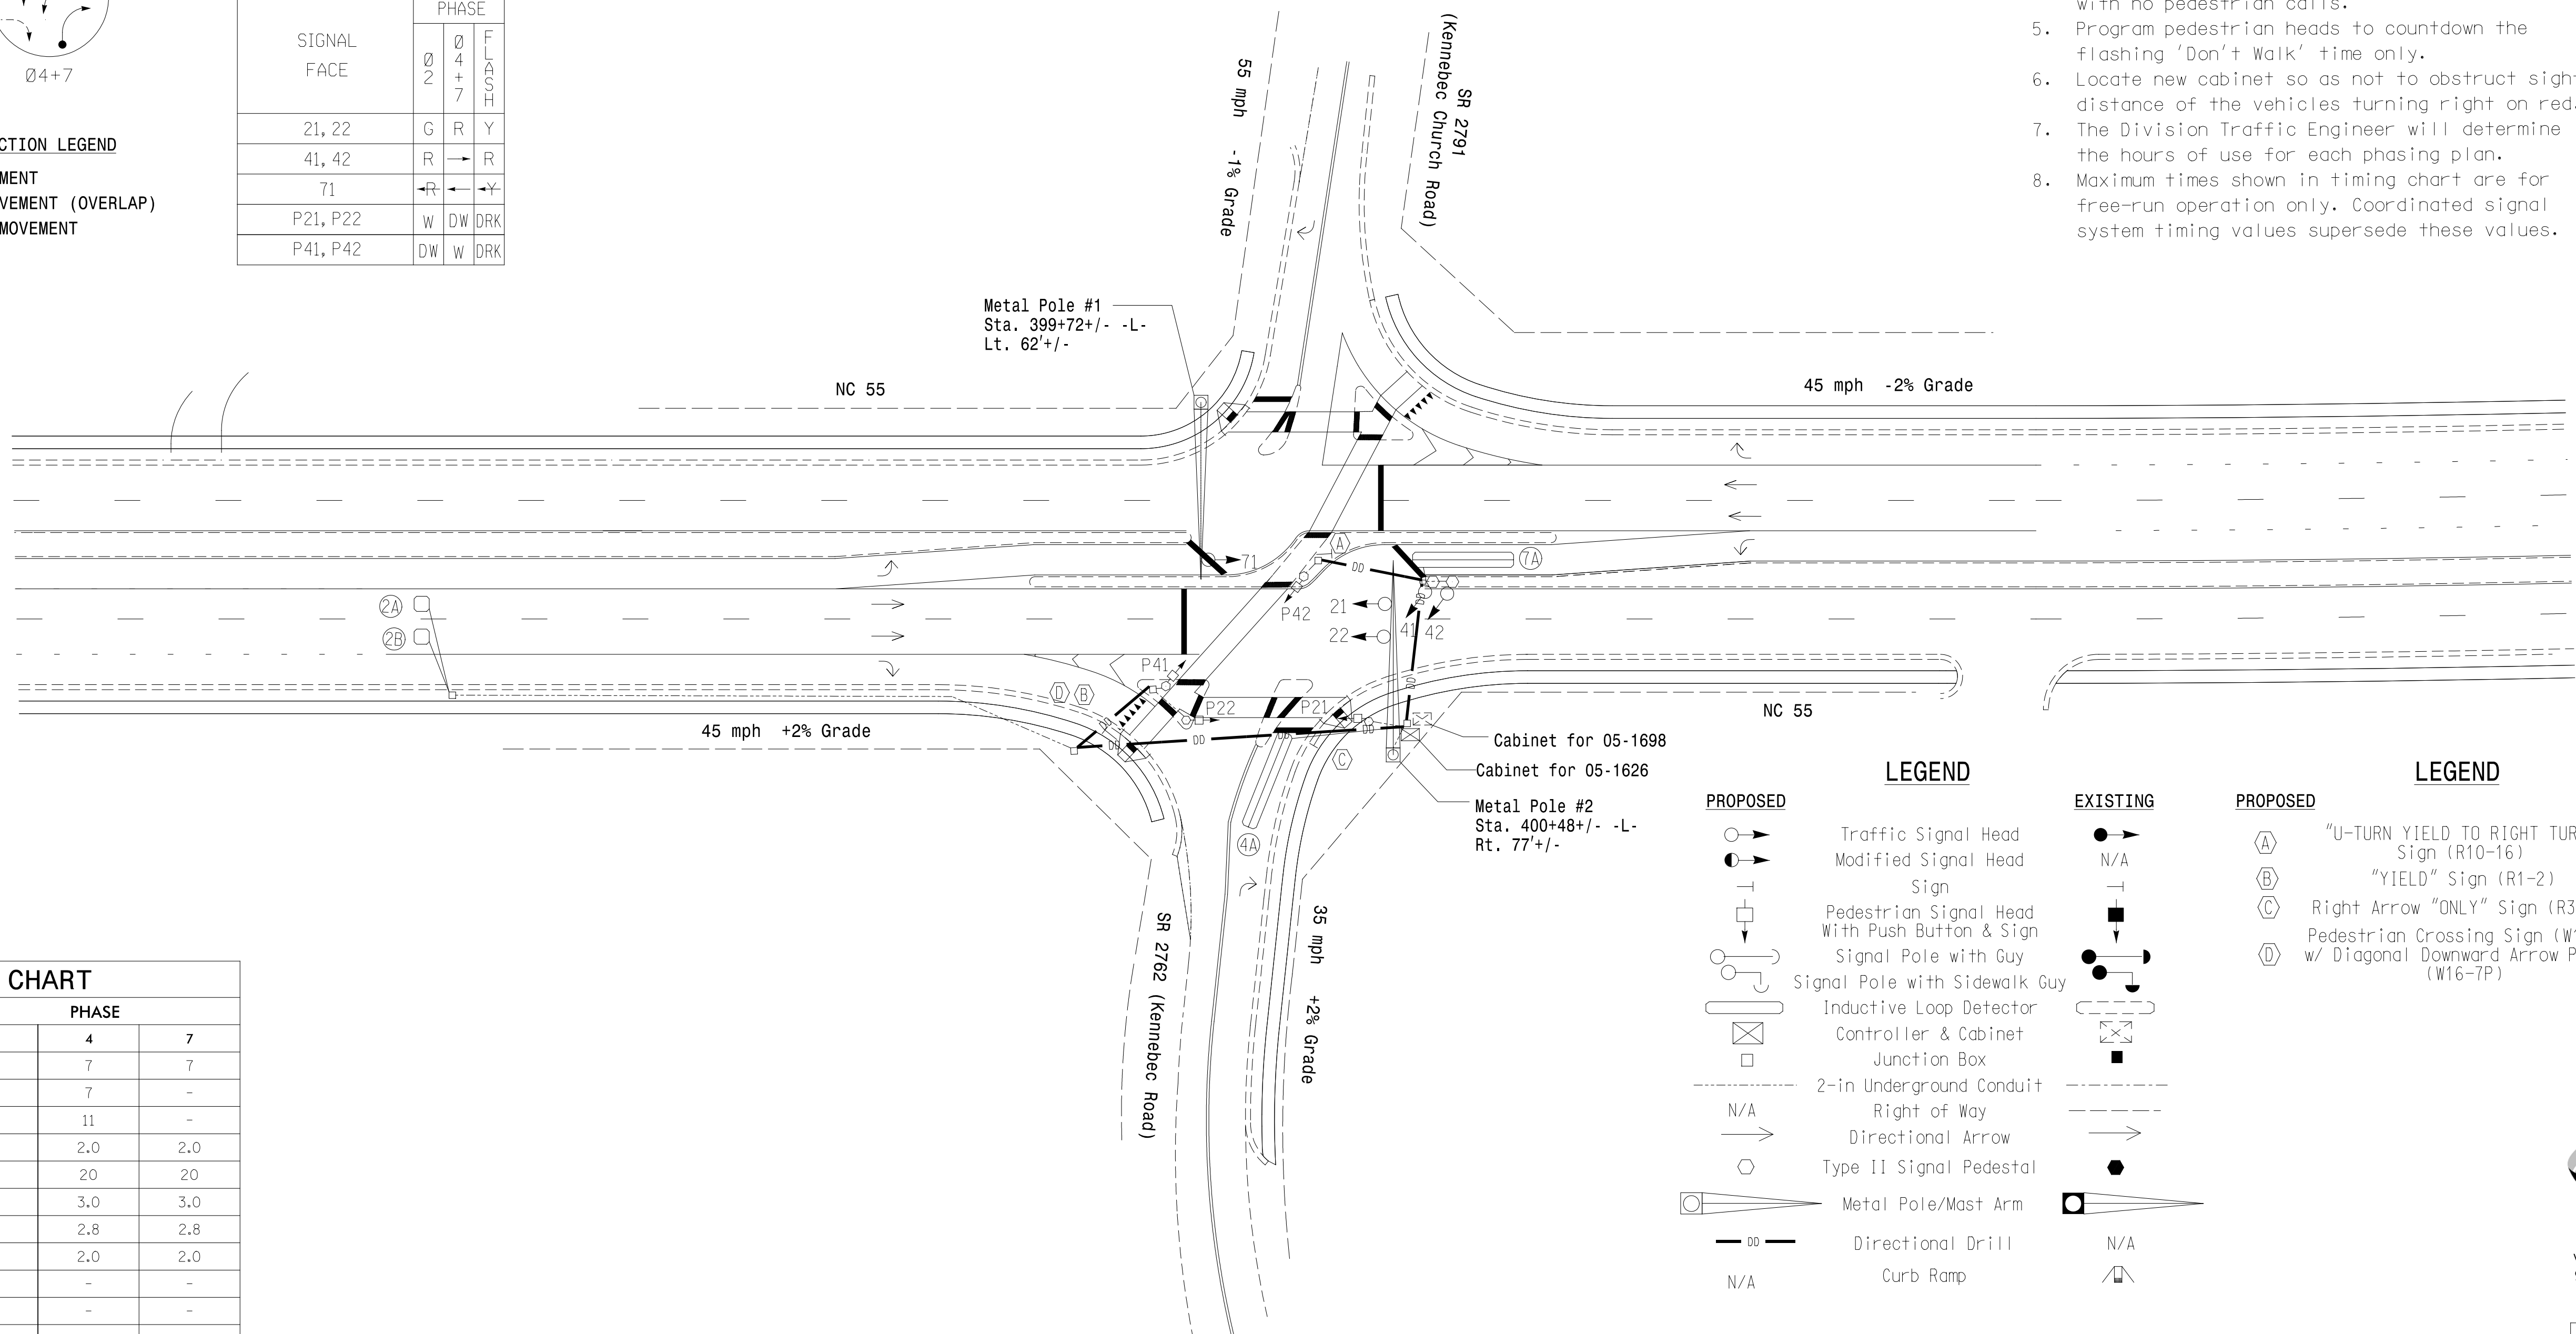 Ø4+7
CTION LEGEND
MENT
VEMENT (OVERLAP)
MOVEMENT
PHASE
SIGNAL FACE Ø2 Ø4+7 FLASH
21, 22 G R Y
41, 42 R → R
71 ←R ← ←Y
P21, P22 W DW DRK
P41, P42 DW W DRK
with no pedestrian calls.
5. Program pedestrian heads to countdown the
flashing 'Don't Walk' time only.
6. Locate new cabinet so as not to obstruct sigh
distance of the vehicles turning right on red.
7. The Division Traffic Engineer will determine
the hours of use for each phasing plan.
8. Maximum times shown in timing chart are for
free-run operation only. Coordinated signal
system timing values supersede these values.
55 mph -1% Grade
SR 2791
(Kennebec Church Road)
Metal Pole #1
Sta. 399+72+/- -L-
Lt. 62'+/-
NC 55
45 mph -2% Grade
A
71
7A
DD
2A
2B
P42
21
22
41
42
DD
DD
P41
D
B
P22
P21
DD
DD
DD
DD
DD
DD
C
45 mph +2% Grade
NC 55
Cabinet for 05-1698
Cabinet for 05-1626
Metal Pole #2
Sta. 400+48+/- -L-
Rt. 77'+/-
4A
SR 2762 (Kennebec Road)
35 mph +2% Grade
CHART
PHASE
4 7
7 7
7 -
11 -
2.0 2.0
20 20
3.0 3.0
2.8 2.8
2.0 2.0
- -
- -
LEGEND
PROPOSED EXISTING
Traffic Signal Head
Modified Signal Head N/A
Sign
Pedestrian Signal Head
With Push Button & Sign
Signal Pole with Guy
Signal Pole with Sidewalk Guy
Inductive Loop Detector
Controller & Cabinet
Junction Box
2-in Underground Conduit
N/A Right of Way
Directional Arrow
Type II Signal Pedestal
Metal Pole/Mast Arm
DD Directional Drill N/A
N/A Curb Ramp
LEGEND
PROPOSED
A "U-TURN YIELD TO RIGHT TUR
Sign (R10-16)
B "YIELD" Sign (R1-2)
C Right Arrow "ONLY" Sign (R3
Pedestrian Crossing Sign (W
D w/ Diagonal Downward Arrow P
(W16-7P)